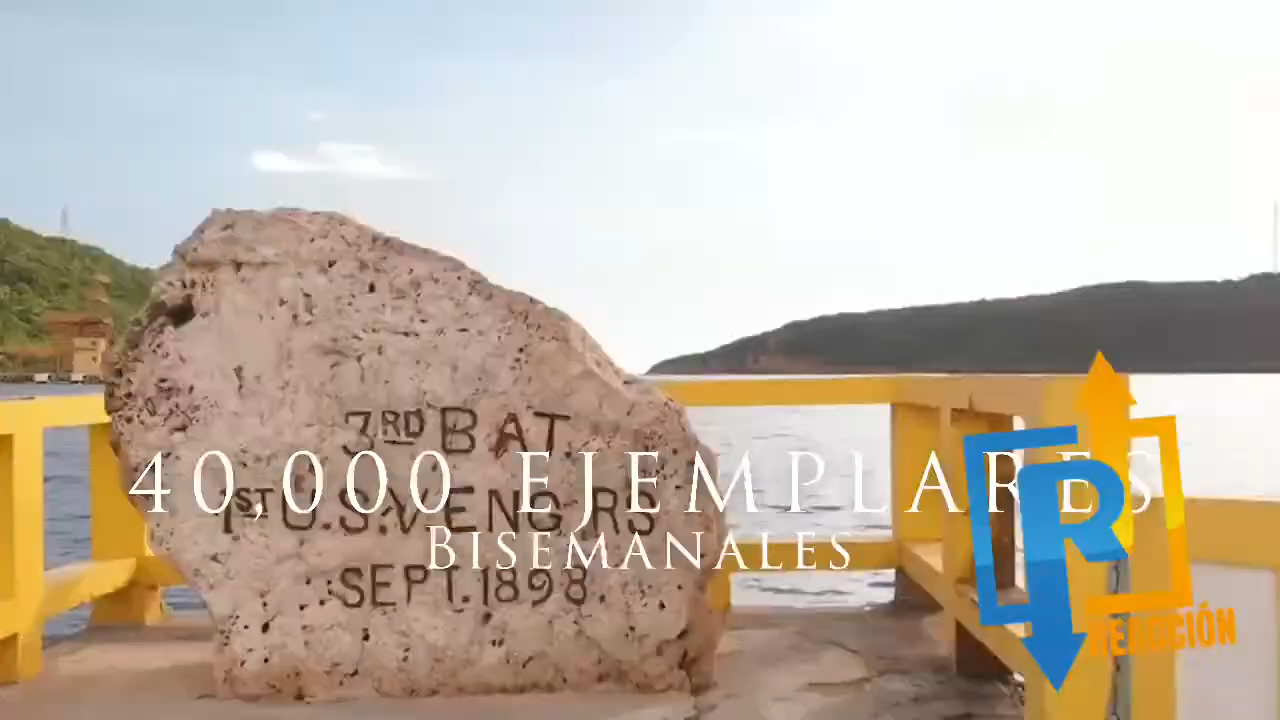 3RD BAT.
40,000 EJEMPLARES
1ST U.S.V.ENG.RS
BISEMANALES
SEPT. 1898.
R
REACCIÓN